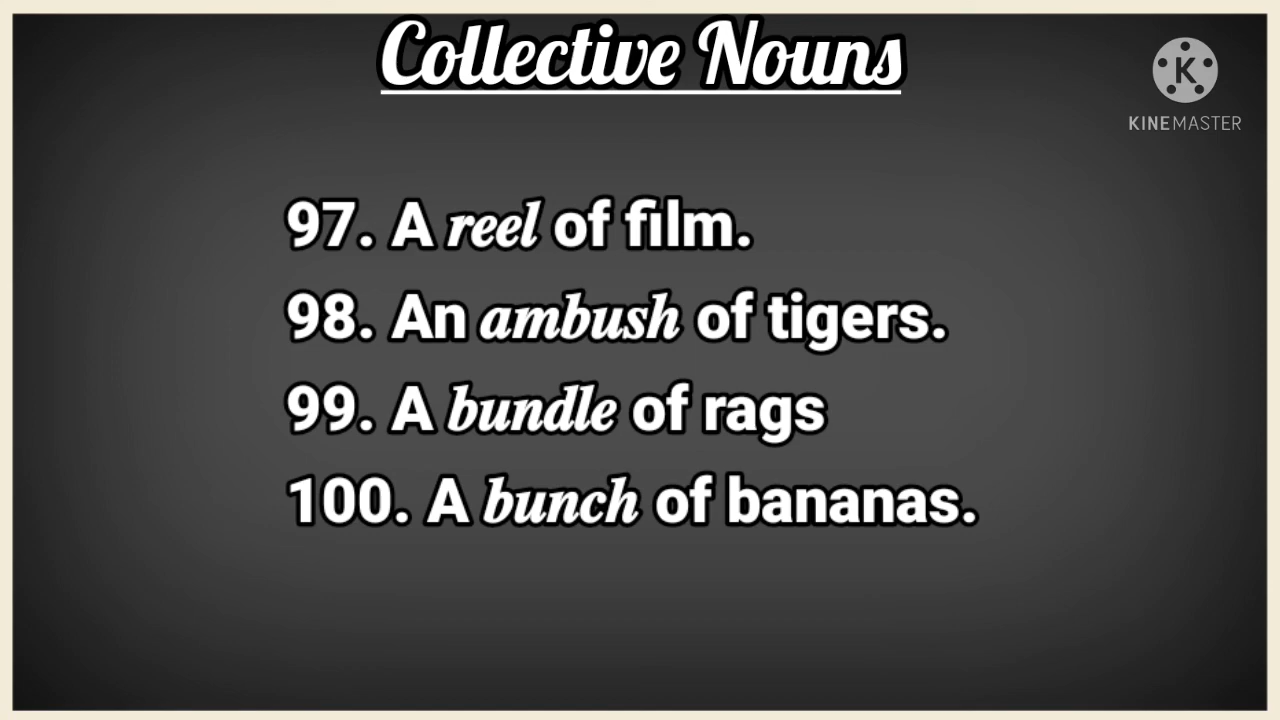 Collective Nouns
KINEMASTER
97. A reel of film.
98. An ambush of tigers.
99. A bundle of rags
100. A bunch of bananas.